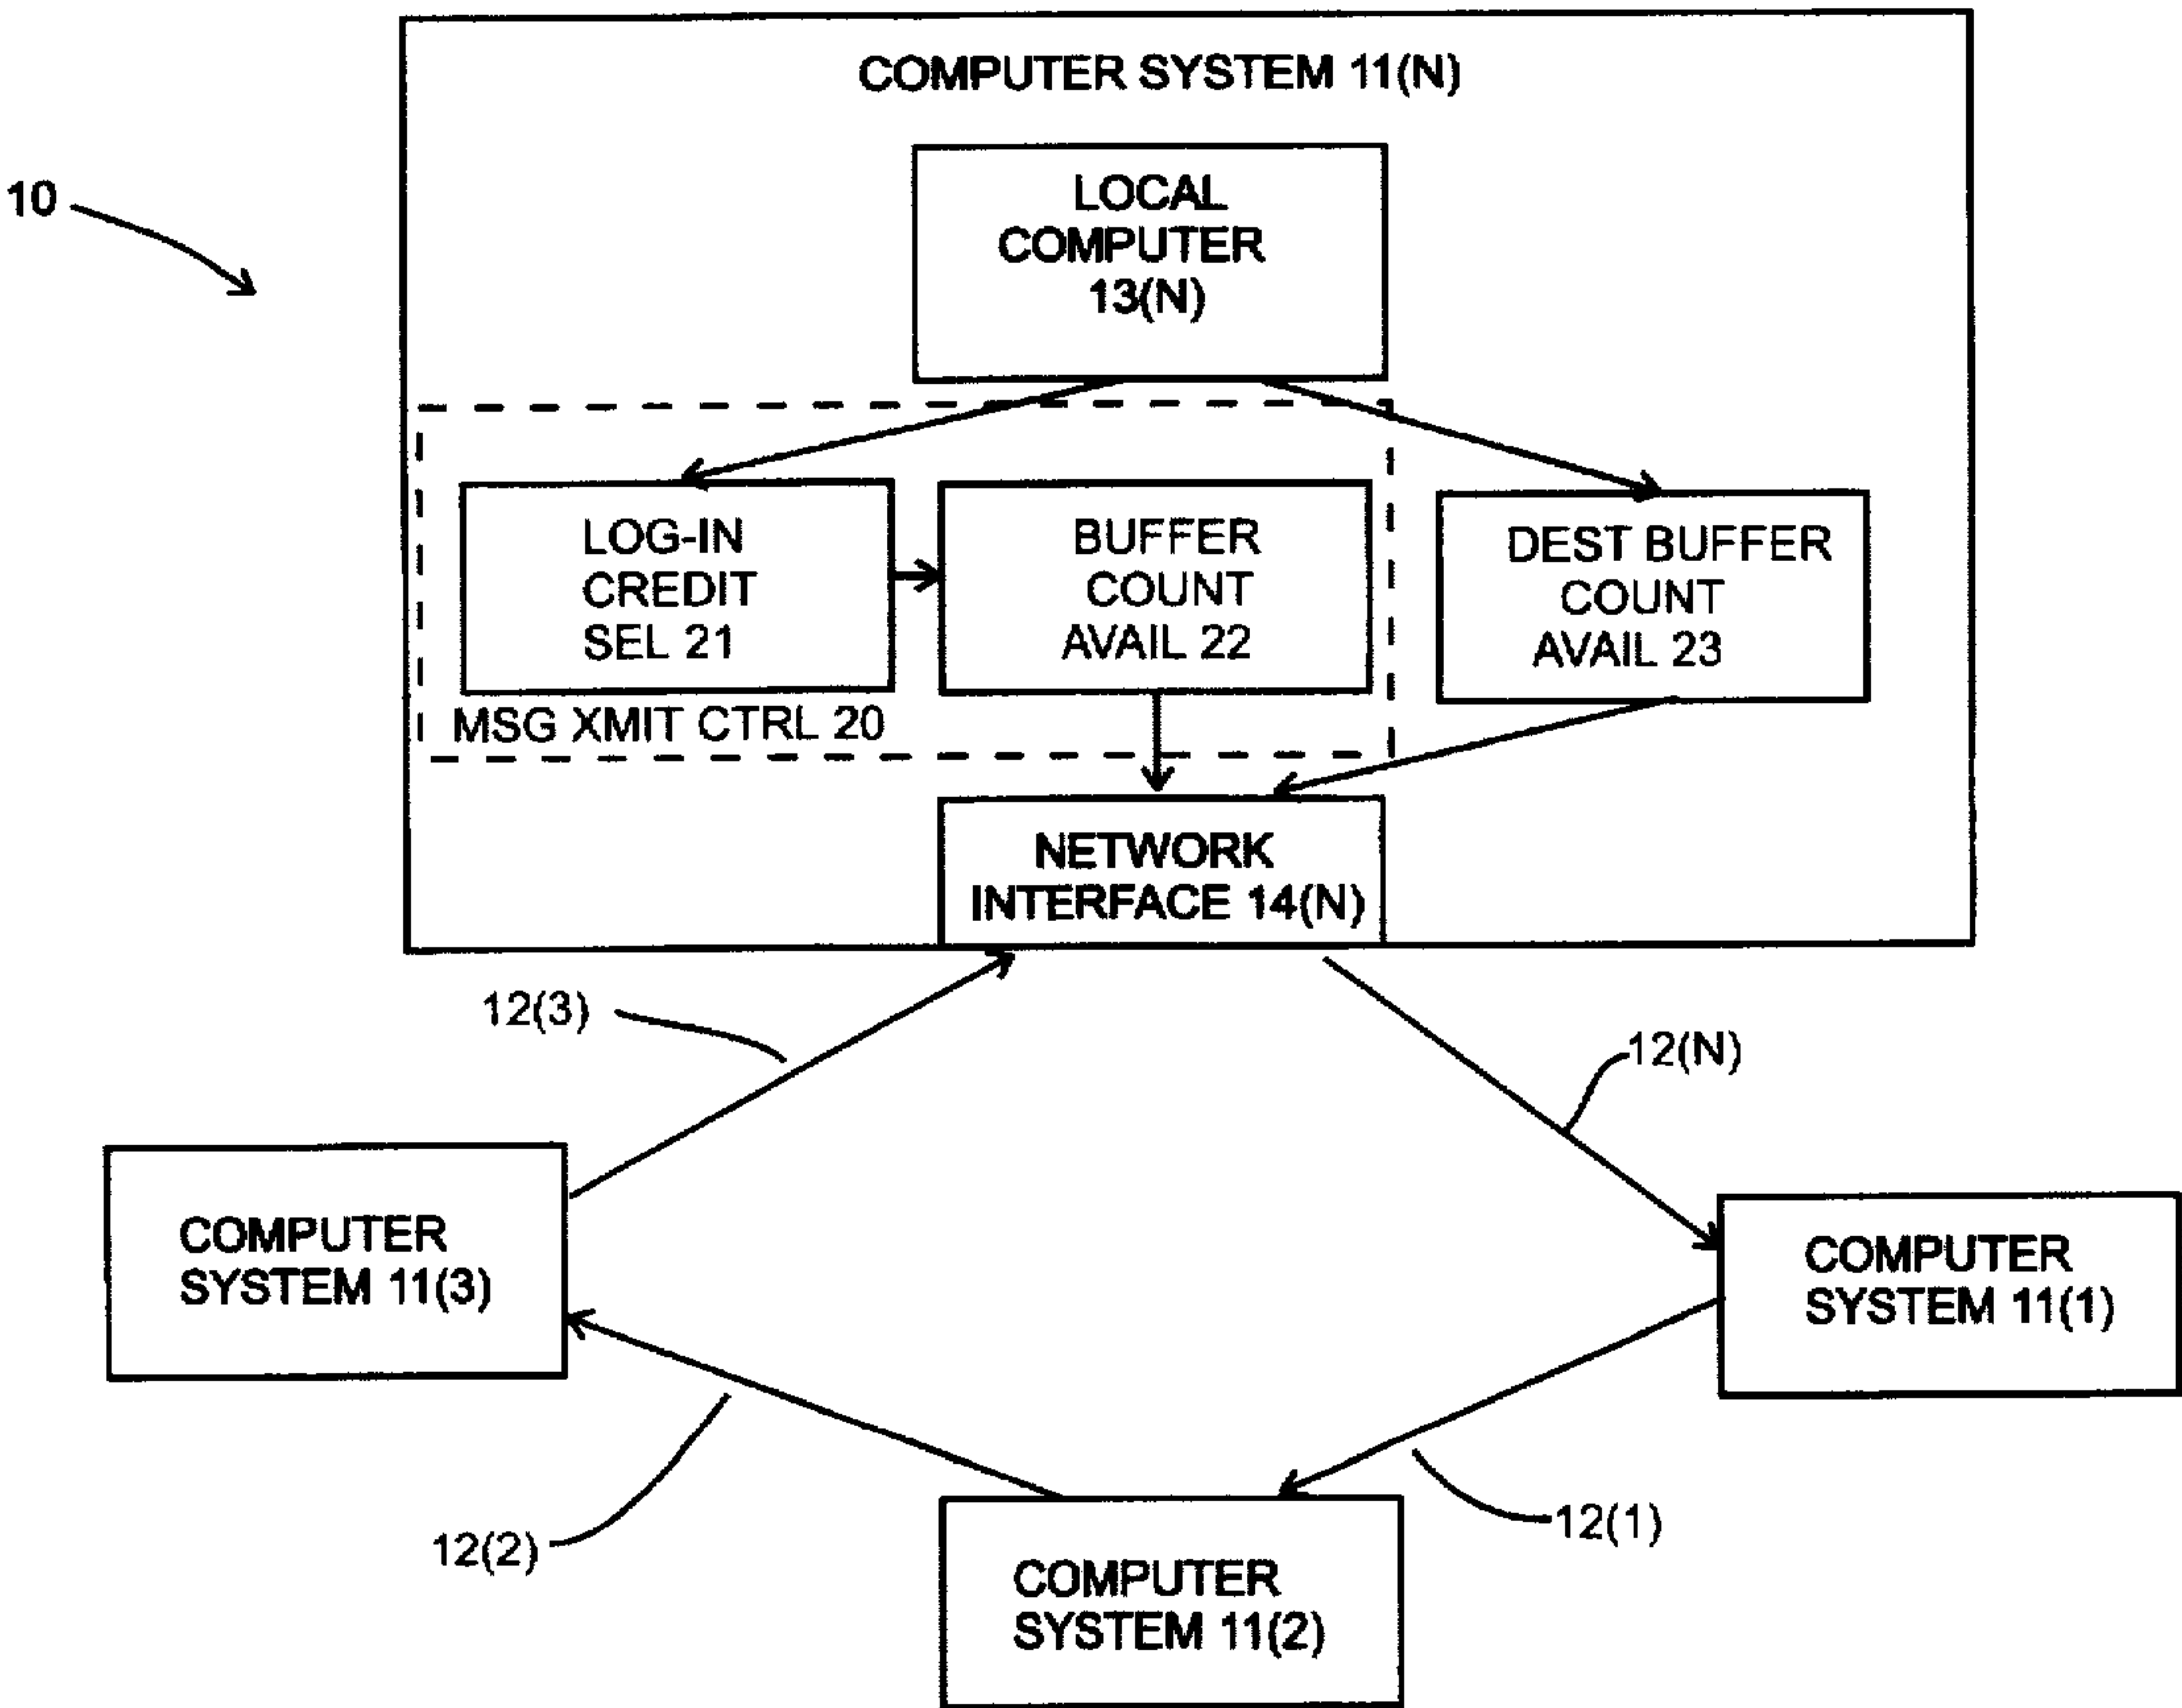 COMPUTER SYSTEM 11(N)
10
LOCAL
COMPUTER
13(N)
LOG-IN
CREDIT
SEL 21
BUFFER
COUNT
AVAIL 22
DEST BUFFER
COUNT
AVAIL 23
MSG XMIT CTRL 20
NETWORK
INTERFACE 14(N)
12(3)
12(N)
COMPUTER
SYSTEM 11(3)
COMPUTER
SYSTEM 11(1)
12(2)
12(1)
COMPUTER
SYSTEM 11(2)